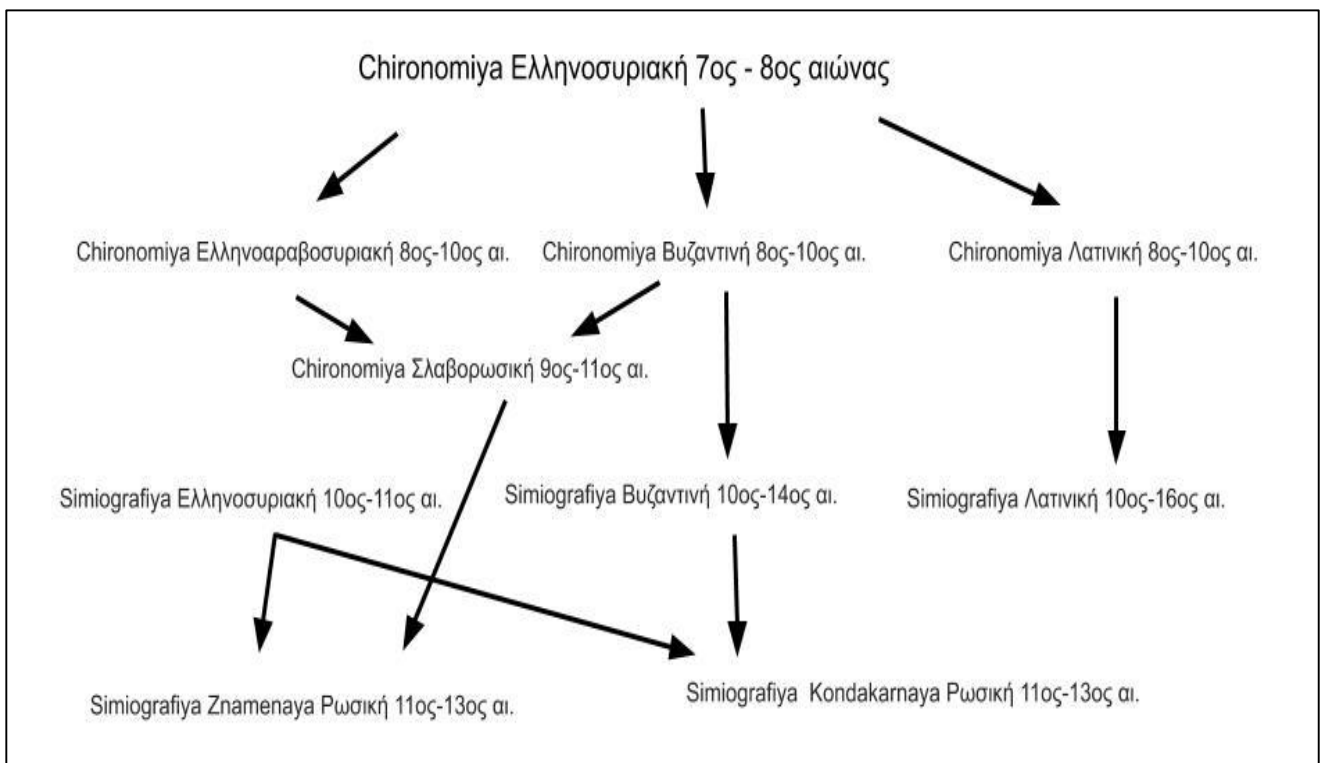 Chironomiya Ελληνοσυριακή 7ος - 8ος αιώνας
Chironomiya Ελληνοαραβοσυριακή 8ος-10ος αι.
Chironomiya Βυζαντινή 8ος-10ος αι.
Chironomiya Λατινική 8ος-10ος αι.
Chironomiya Σλαβορωσική 9ος-11ος αι.
Simiografiya Ελληνοσυριακή 10ος-11ος αι.
Simiografiya Βυζαντινή 10ος-14ος αι.
Simiografiya Λατινική 10ος-16ος αι.
Simiografiya Znamenaya Ρωσική 11ος-13ος αι.
Simiografiya Kondakarnaya Ρωσική 11ος-13ος αι.